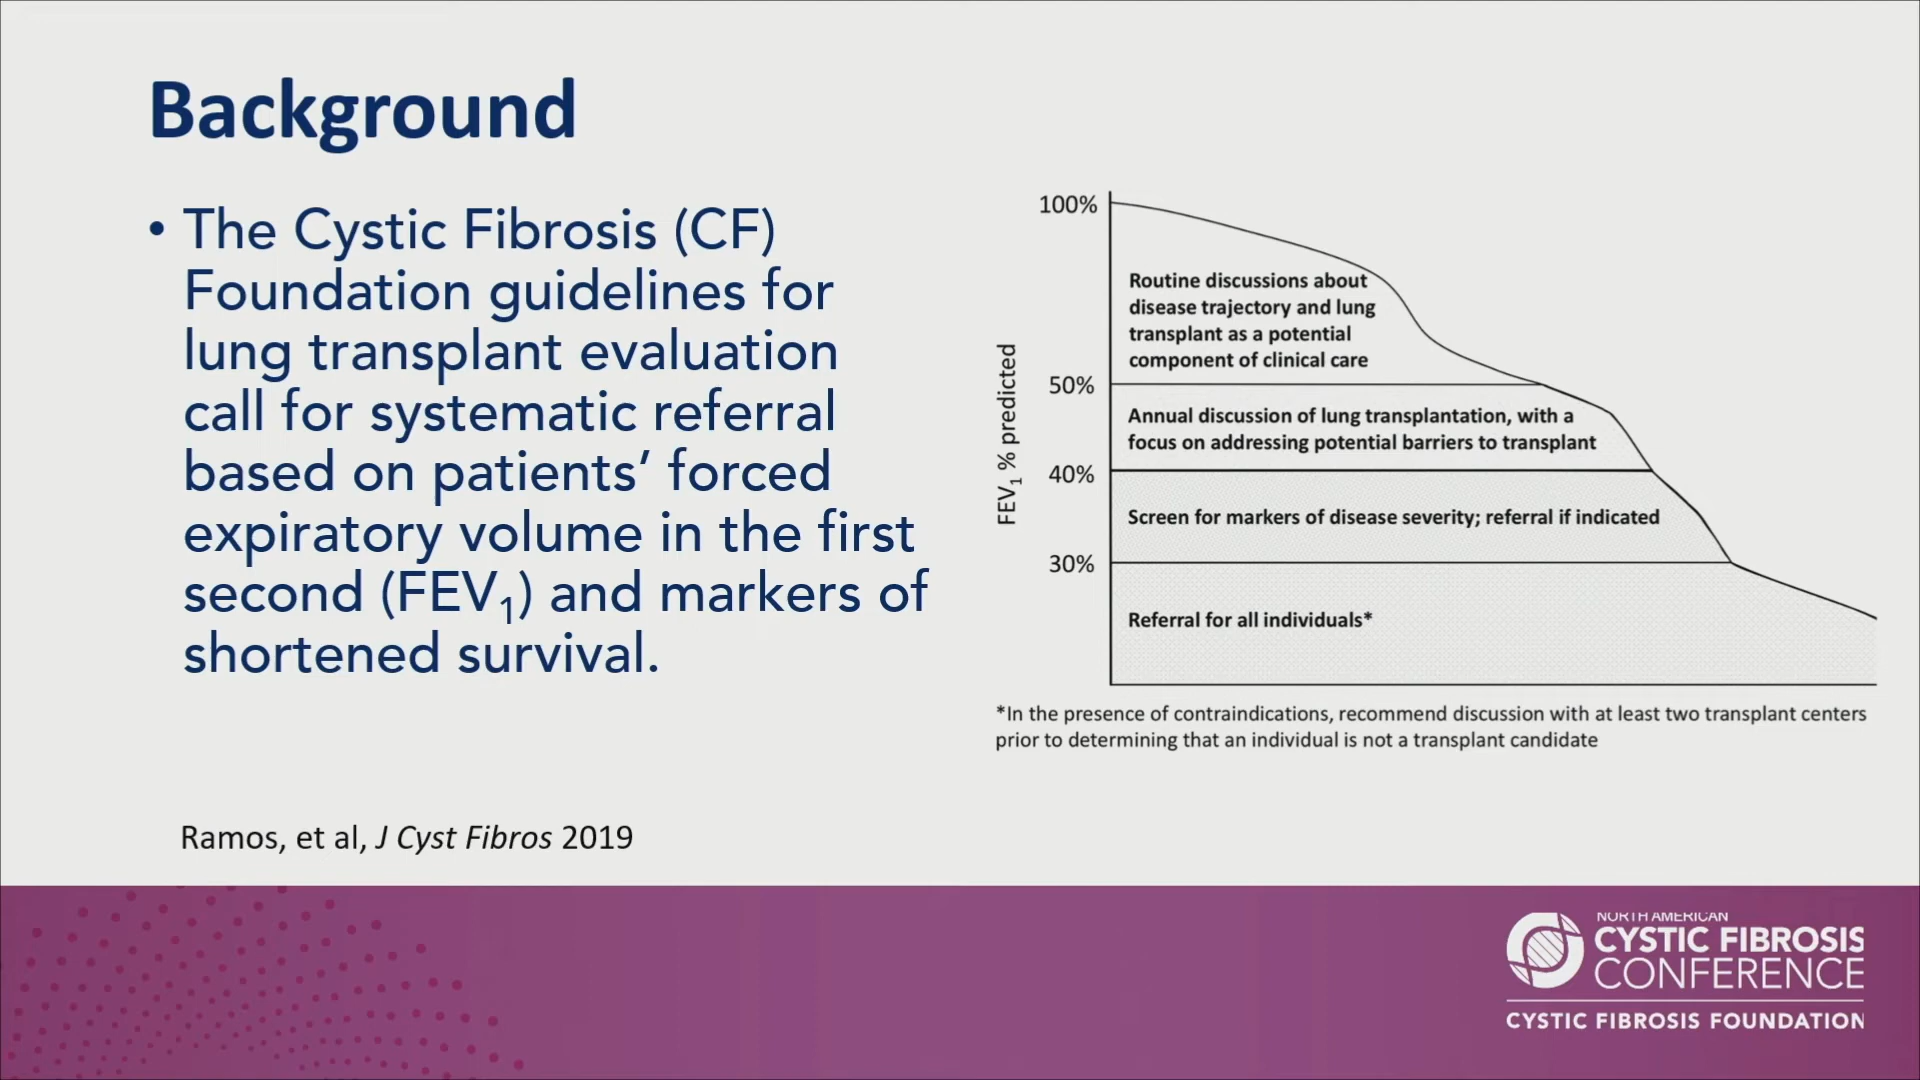 Background
• The Cystic Fibrosis (CF)
Foundation guidelines for
lung transplant evaluation
call for systematic referral
based on patients’ forced
expiratory volume in the first
second (FEV₁) and markers of
shortened survival.
Ramos, et al, J Cyst Fibros 2019
FEV₁ % predicted
100%
Routine discussions about
disease trajectory and lung
transplant as a potential
component of clinical care
50%
Annual discussion of lung transplantation, with a
focus on addressing potential barriers to transplant
40%
Screen for markers of disease severity; referral if indicated
30%
Referral for all individuals*
*In the presence of contraindications, recommend discussion with at least two transplant centers
prior to determining that an individual is not a transplant candidate
NORTH AMERICAN
CYSTIC FIBROSIS
CONFERENCE
CYSTIC FIBROSIS FOUNDATION